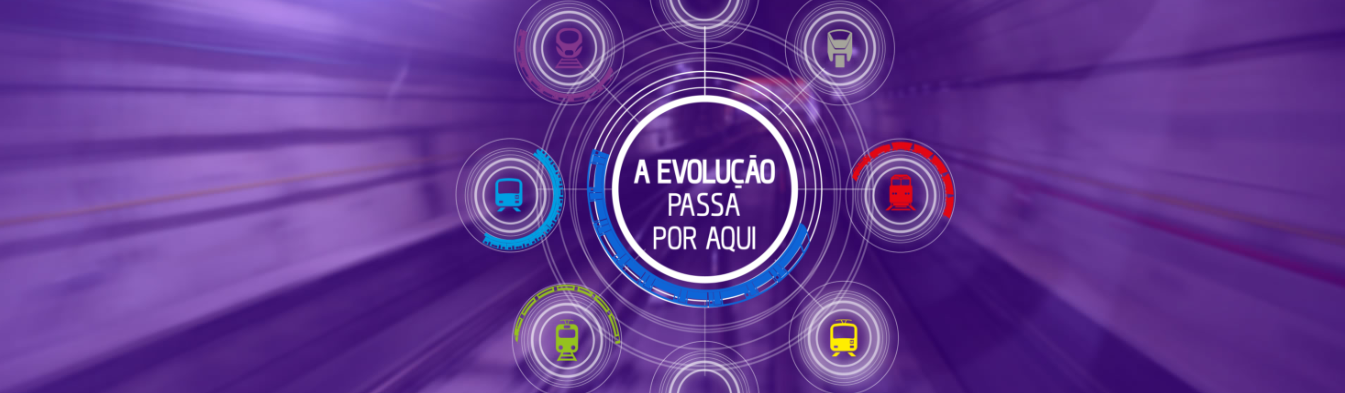 A EVOLUÇÃO
PASSA
POR AQUI